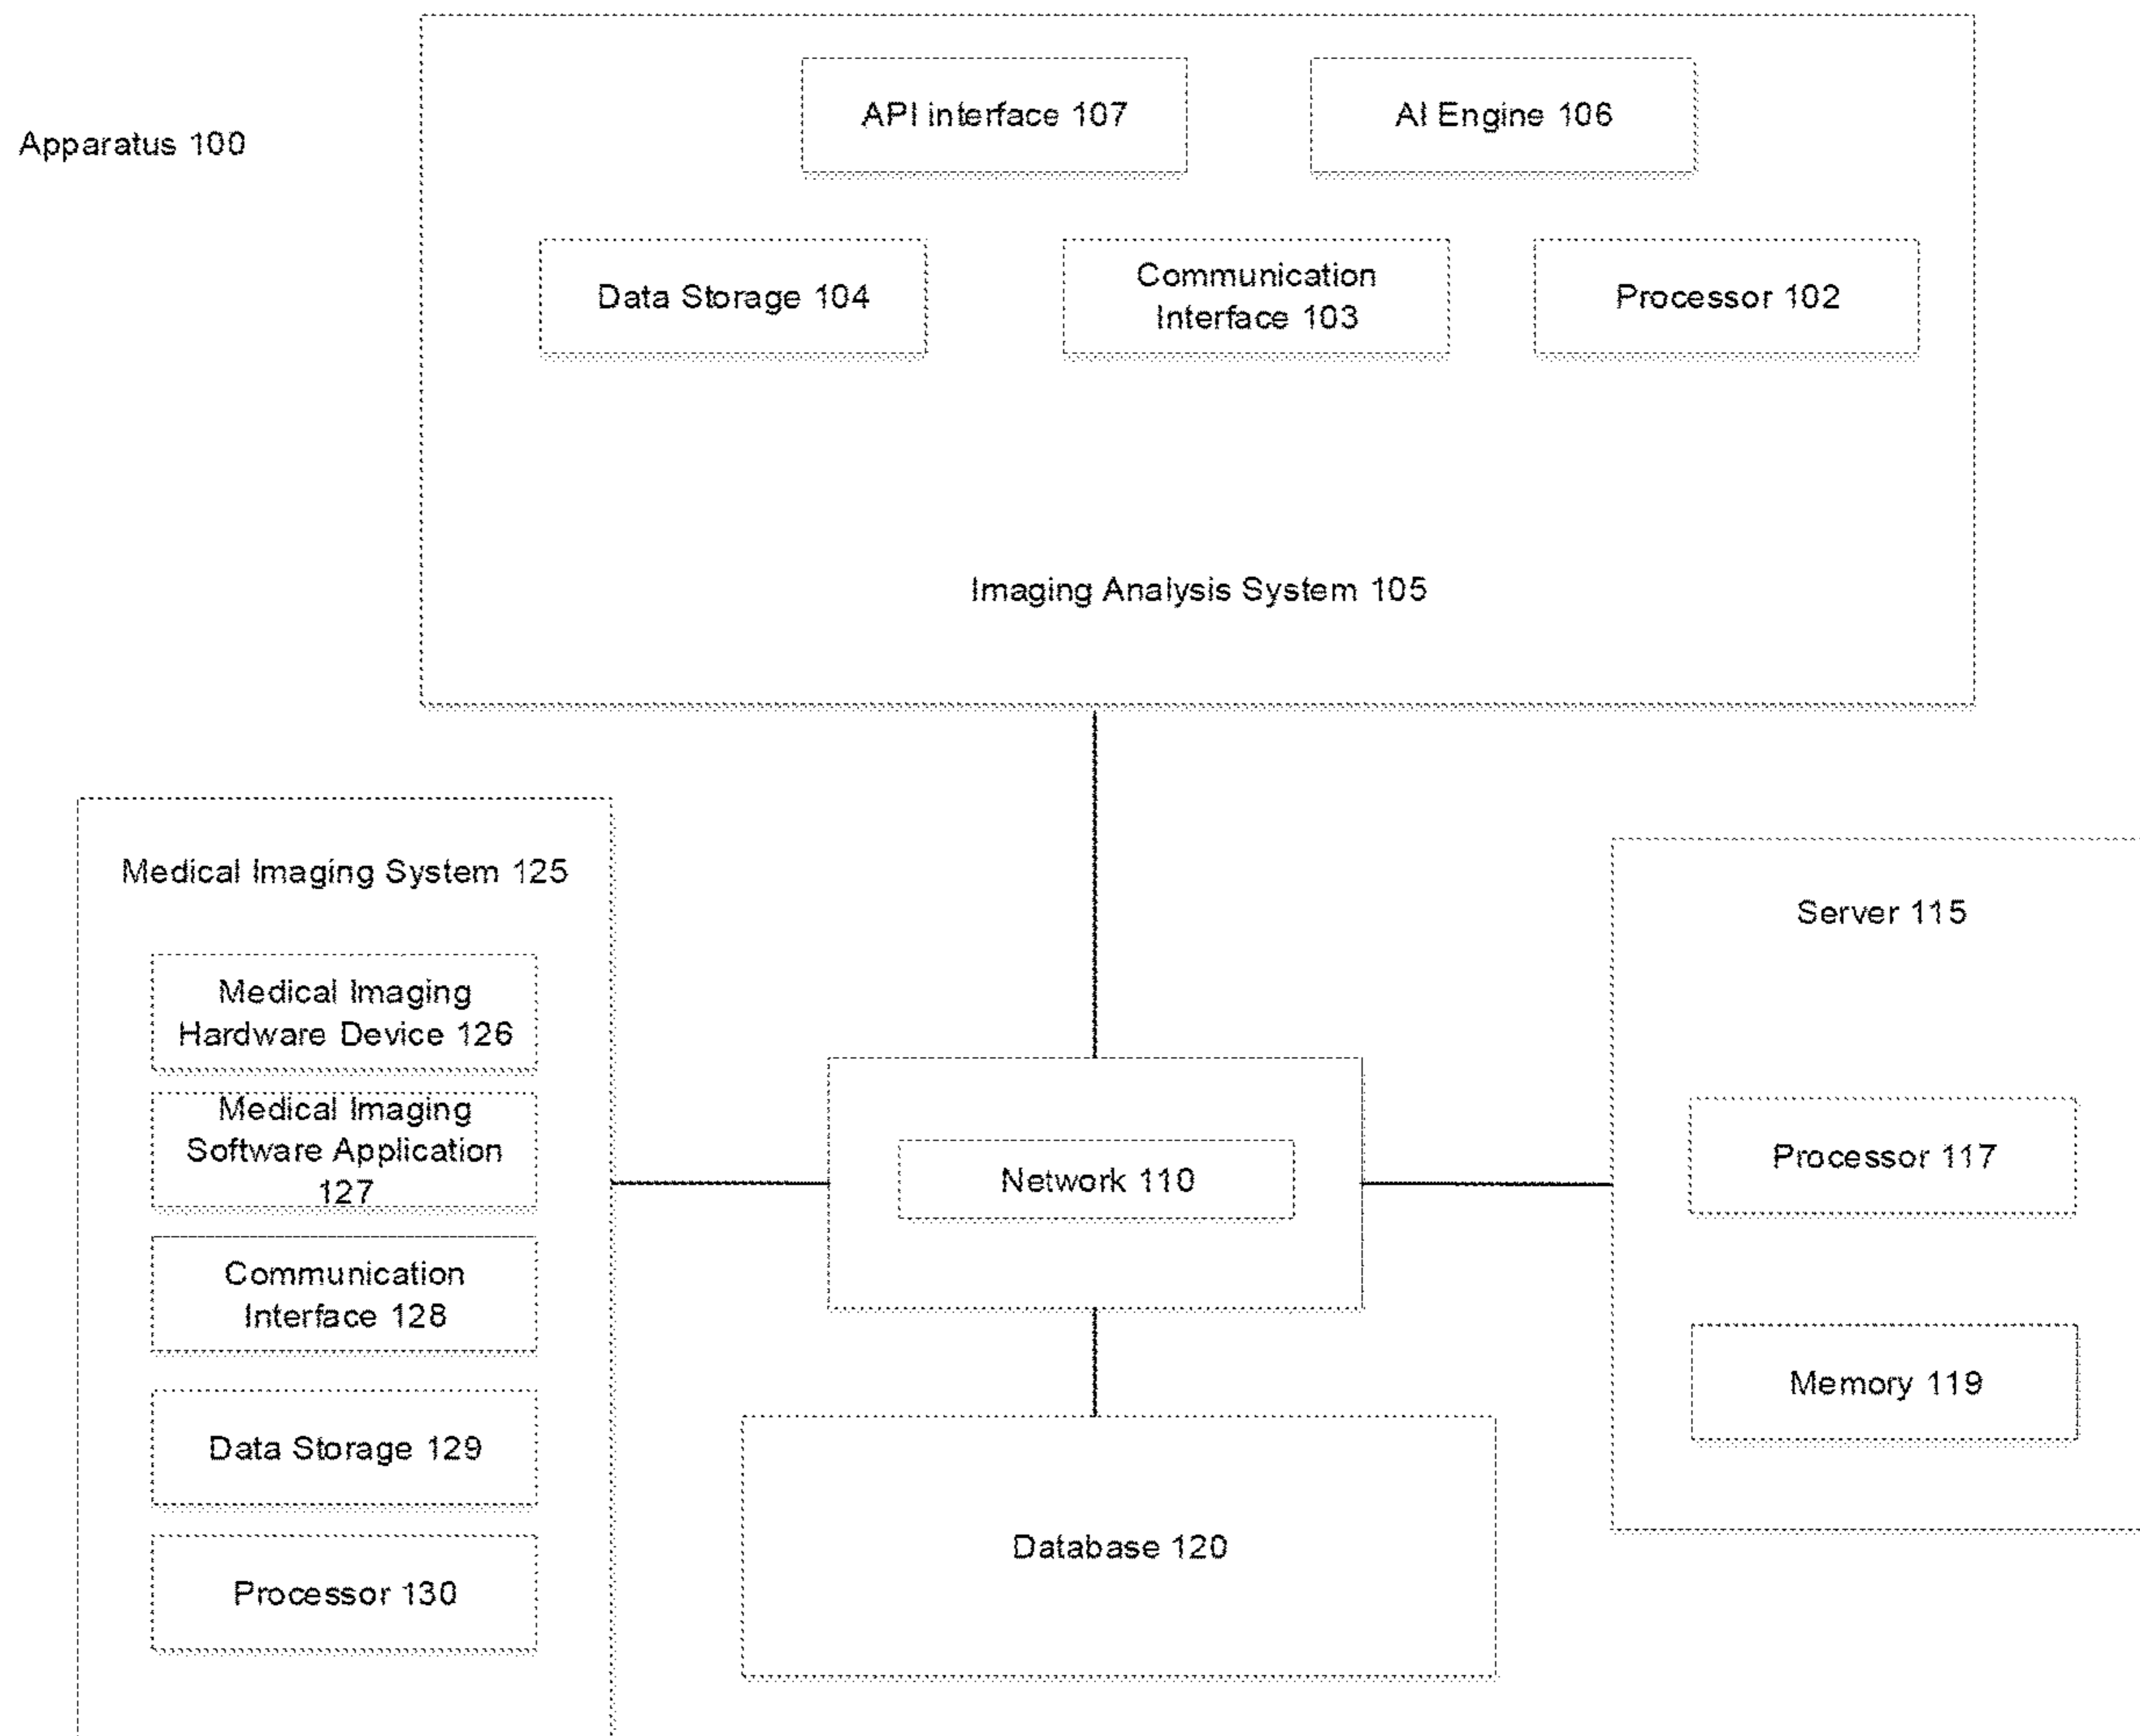 Apparatus 100
API interface 107
AI Engine 106
Data Storage 104
Communication
Interface 103
Processor 102
Imaging Analysis System 105
Medical Imaging System 125
Medical Imaging
Hardware Device 126
Medical Imaging
Software Application
127
Communication
Interface 128
Data Storage 129
Processor 130
Network 110
Database 120
Server 115
Processor 117
Memory 119